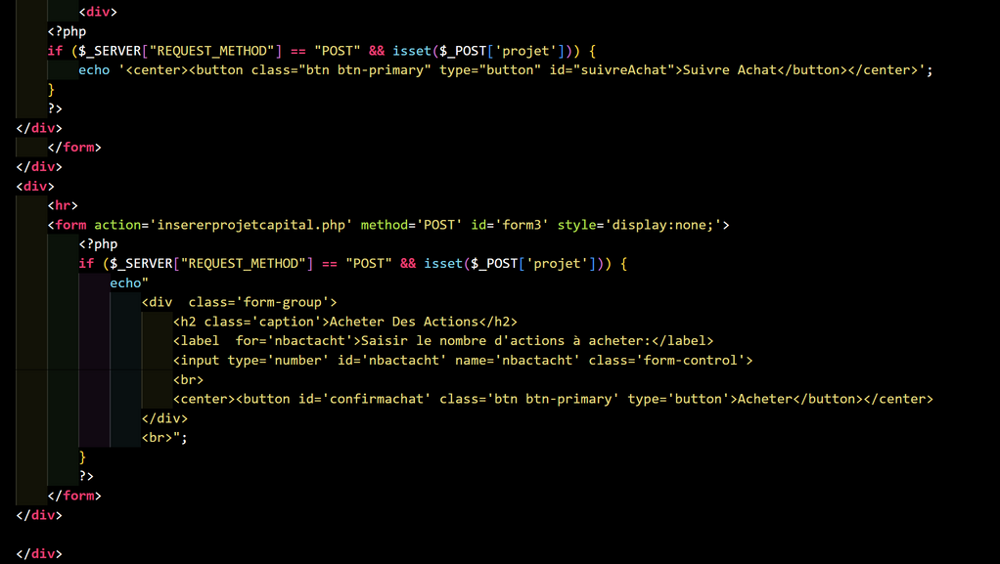 <div>
<?php
if ($_SERVER["REQUEST_METHOD"] == "POST" && isset($_POST['projet'])) {
echo '<center><button class="btn btn-primary" type="button" id="suivreAchat">Suivre Achat</button></center>';
}
?>
</div>
</form>
</div>
<div>
<hr>
<form action='insererprojetcapital.php' method='POST' id='form3' style='display:none;'>
<?php
if ($_SERVER["REQUEST_METHOD"] == "POST" && isset($_POST['projet'])) {
echo"
<div  class='form-group'>
<h2 class='caption'>Acheter Des Actions</h2>
<label  for='nbactacht'>Saisir le nombre d'actions à acheter:</label>
<input type='number' id='nbactacht' name='nbactacht' class='form-control'>
<br>
<center><button id='confirmachat' class='btn btn-primary' type='button'>Acheter</button></center>
</div>
<br>";
}
?>
</form>
</div>
</div>